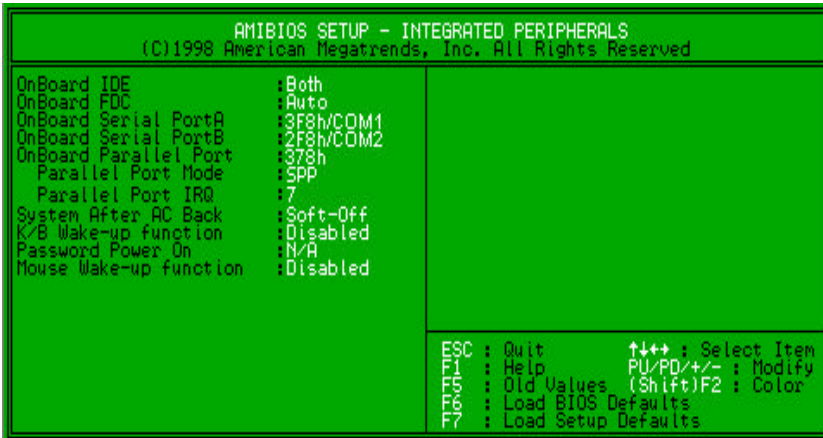 AMIBIOS SETUP – INTEGRATED PERIPHERALS
(C)1998 American Megatrends, Inc. All Rights Reserved
OnBoard IDE :Both
OnBoard FDC :Auto
OnBoard Serial PortA :3F8h/COM1
OnBoard Serial PortB :2F8h/COM2
OnBoard Parallel Port :378h
Parallel Port Mode :SPP
Parallel Port IRQ :7
System After AC Back :Soft-Off
K/B Wake-up function :Disabled
Password Power On :N/A
Mouse Wake-up function :Disabled
ESC : Quit ↑↓↔ : Select Item
F1 : Help PU/PD/+/- : Modify
F5 : Old Values (Shift)F2 : Color
F6 : Load BIOS Defaults
F7 : Load Setup Defaults